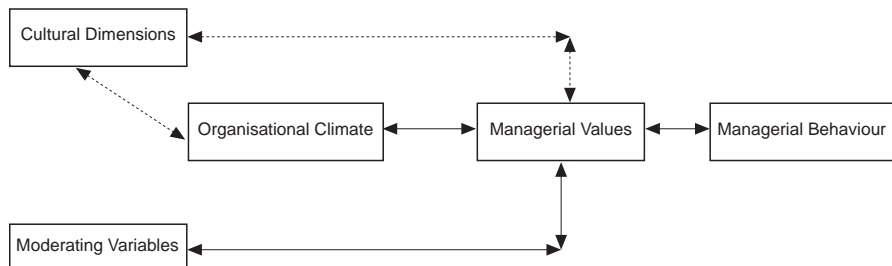 Cultural Dimensions
Organisational Climate
Managerial Values
Managerial Behaviour
Moderating Variables